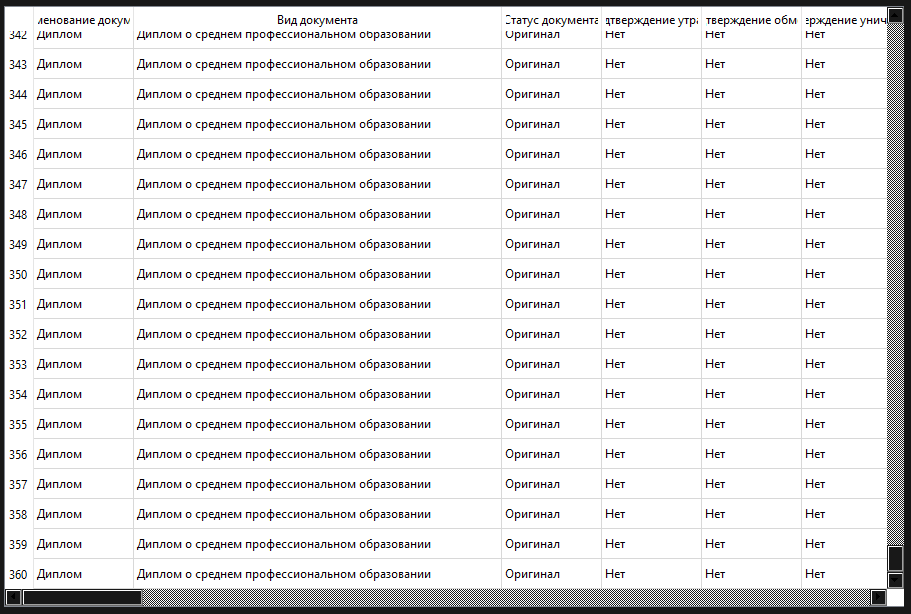 менование докум Вид документа Статус документа дтверждение утра тверждение обм ерждение унич
342 Диплом Диплом о среднем профессиональном образовании Оригинал Нет Нет Нет
343 Диплом Диплом о среднем профессиональном образовании Оригинал Нет Нет Нет
344 Диплом Диплом о среднем профессиональном образовании Оригинал Нет Нет Нет
345 Диплом Диплом о среднем профессиональном образовании Оригинал Нет Нет Нет
346 Диплом Диплом о среднем профессиональном образовании Оригинал Нет Нет Нет
347 Диплом Диплом о среднем профессиональном образовании Оригинал Нет Нет Нет
348 Диплом Диплом о среднем профессиональном образовании Оригинал Нет Нет Нет
349 Диплом Диплом о среднем профессиональном образовании Оригинал Нет Нет Нет
350 Диплом Диплом о среднем профессиональном образовании Оригинал Нет Нет Нет
351 Диплом Диплом о среднем профессиональном образовании Оригинал Нет Нет Нет
352 Диплом Диплом о среднем профессиональном образовании Оригинал Нет Нет Нет
353 Диплом Диплом о среднем профессиональном образовании Оригинал Нет Нет Нет
354 Диплом Диплом о среднем профессиональном образовании Оригинал Нет Нет Нет
355 Диплом Диплом о среднем профессиональном образовании Оригинал Нет Нет Нет
356 Диплом Диплом о среднем профессиональном образовании Оригинал Нет Нет Нет
357 Диплом Диплом о среднем профессиональном образовании Оригинал Нет Нет Нет
358 Диплом Диплом о среднем профессиональном образовании Оригинал Нет Нет Нет
359 Диплом Диплом о среднем профессиональном образовании Оригинал Нет Нет Нет
360 Диплом Диплом о среднем профессиональном образовании Оригинал Нет Нет Нет